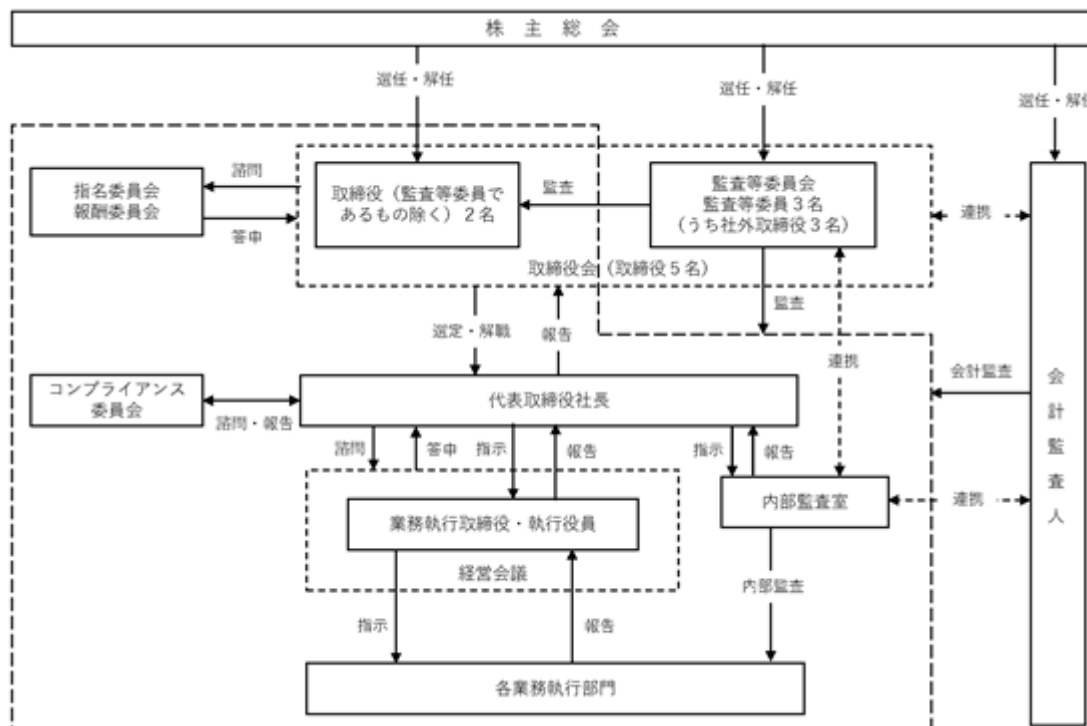 株主総会
選任・解任
選任・解任
選任・解任
諮問
指名委員会
報酬委員会
答申
取締役（監査等委員で
あるもの除く）２名
監査
監査等委員会
監査等委員３名
（うち社外取締役３名）
連携
取締役会（取締役５名）
監査
選定・解職
報告
連携
会計監査
コンプライアンス
委員会
諮問・報告
代表取締役社長
会計監査人
諮問
答申
指示
報告
指示
報告
業務執行取締役・執行役員
内部監査室
連携
経営会議
内部監査
指示
報告
各業務執行部門